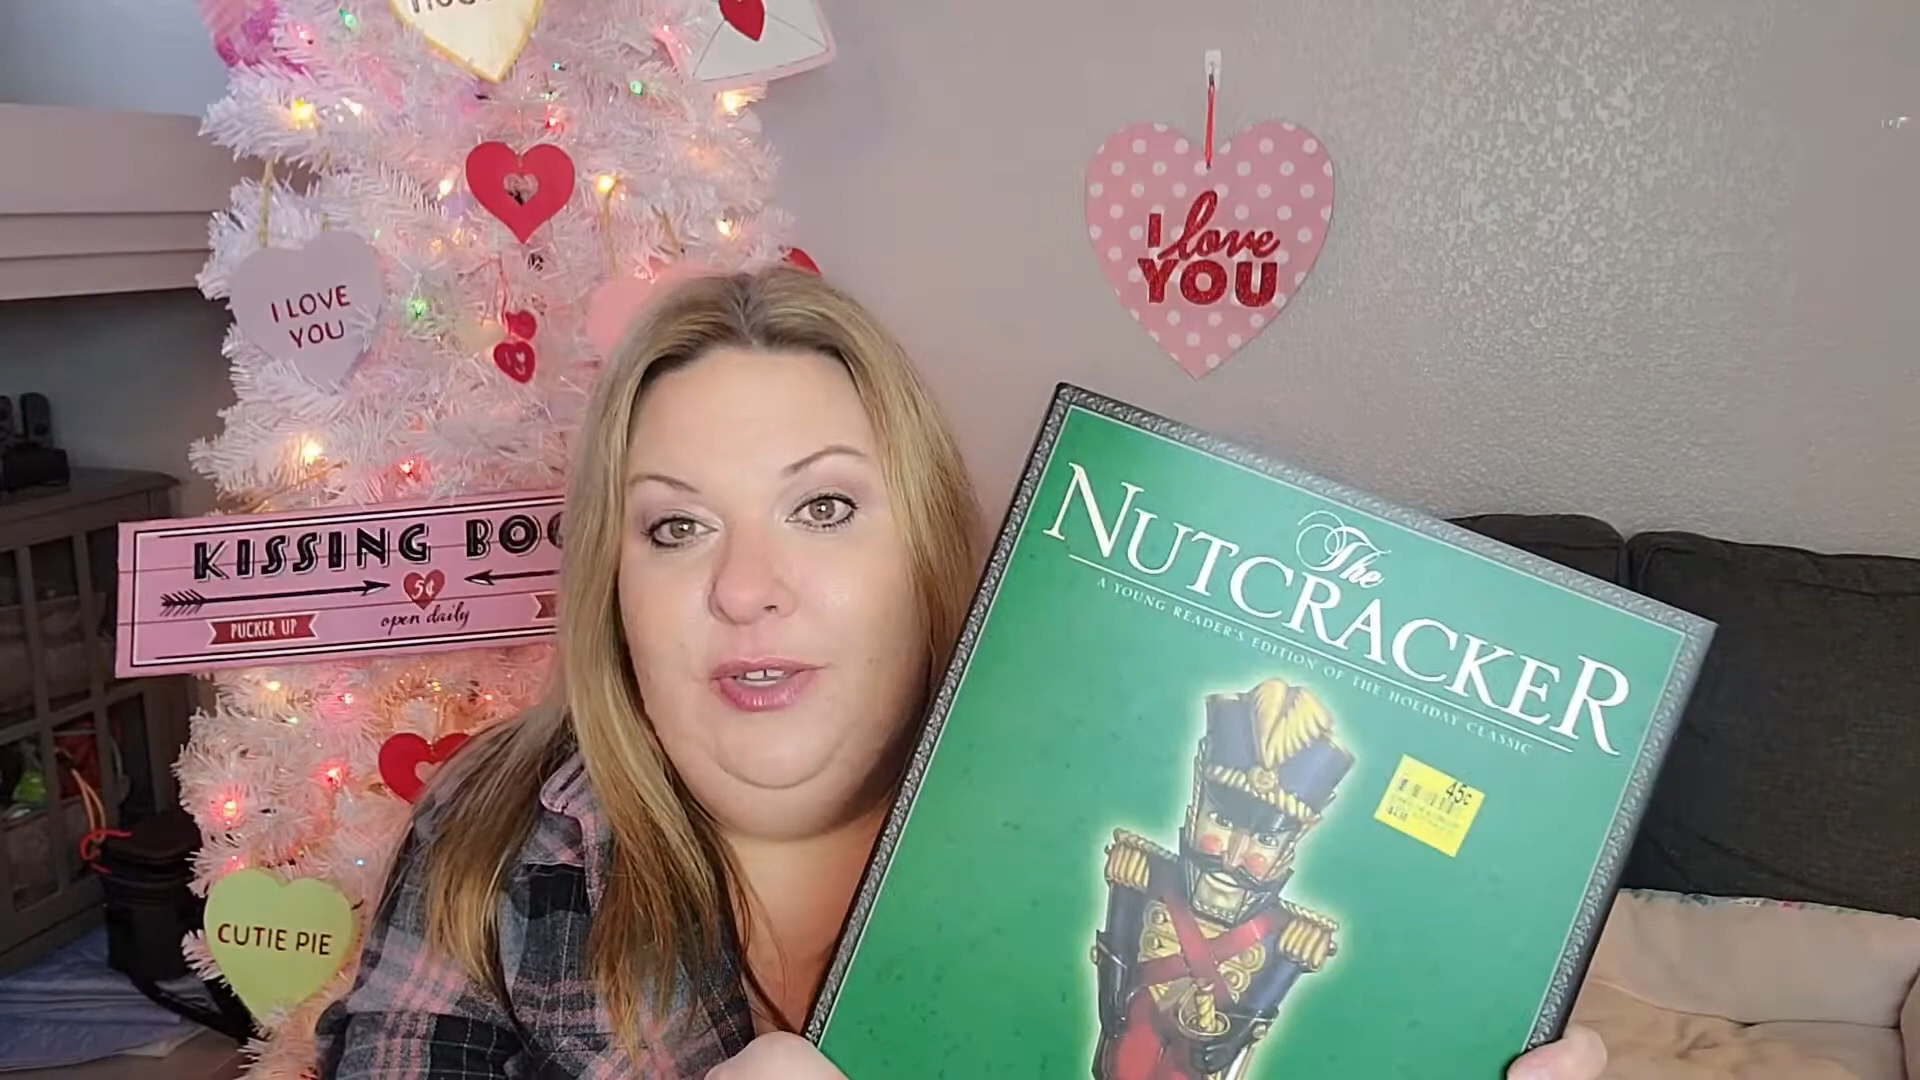 I love
YOU
I LOVE
YOU
KISSING
5¢
open daily
PUCKER UP
CUTIE PIE
The
NUTCRACKER
A YOUNG READER'S EDITION OF THE HOLIDAY CLASSIC
45¢